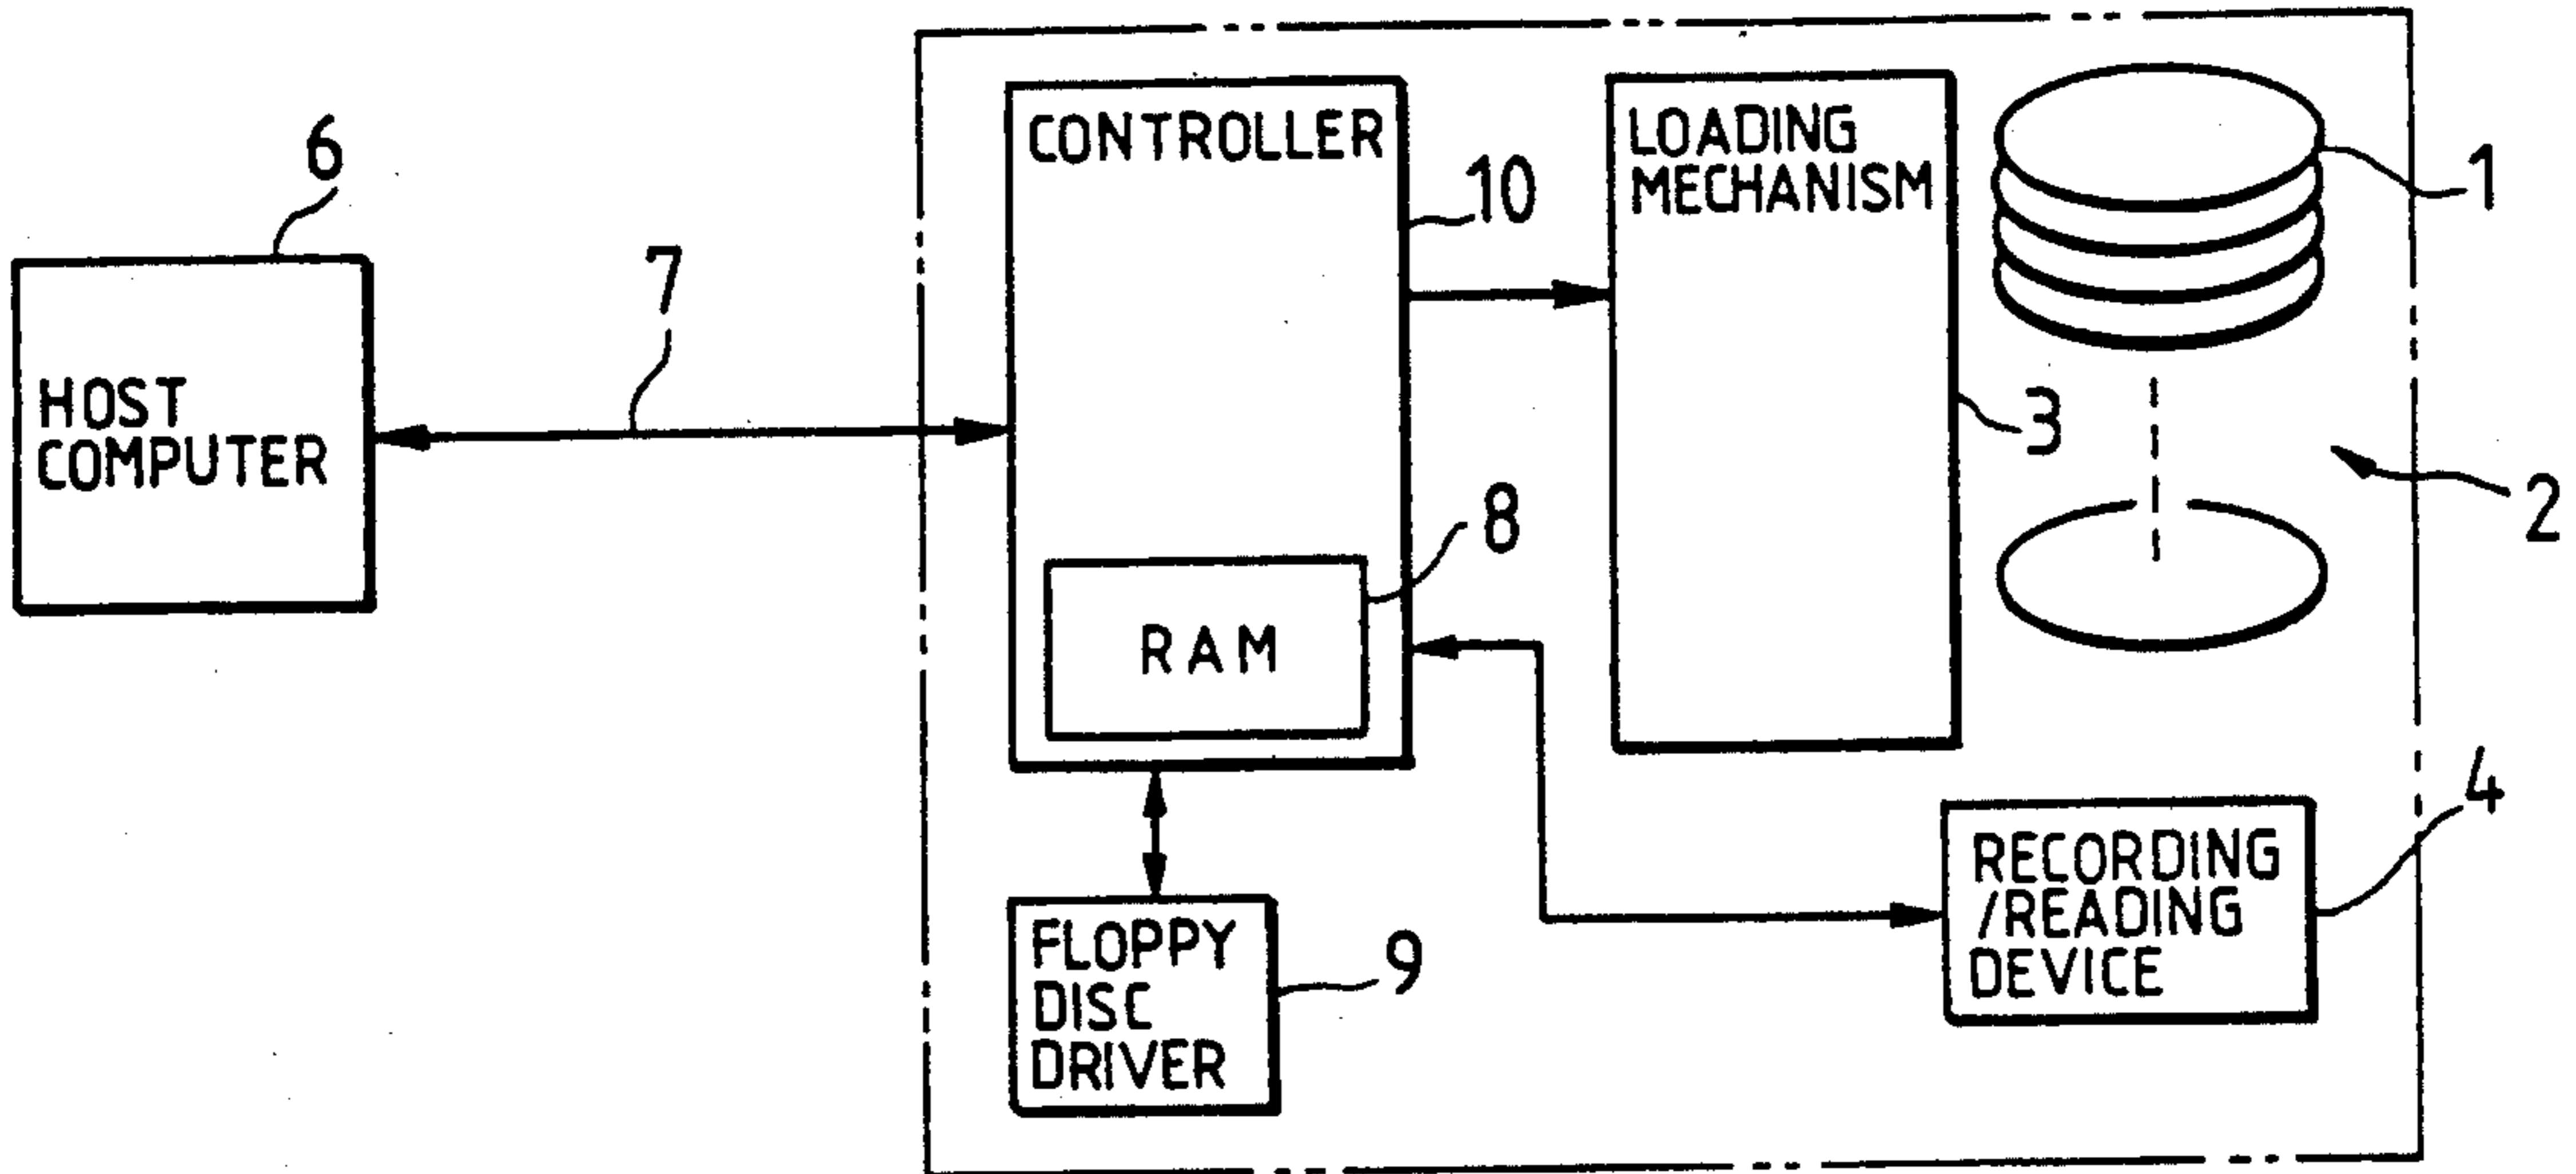 6
HOST
COMPUTER
7
CONTROLLER
10
RAM
8
FLOPPY
DISC
DRIVER
9
LOADING
MECHANISM
3
1
2
RECORDING
/READING
DEVICE
4